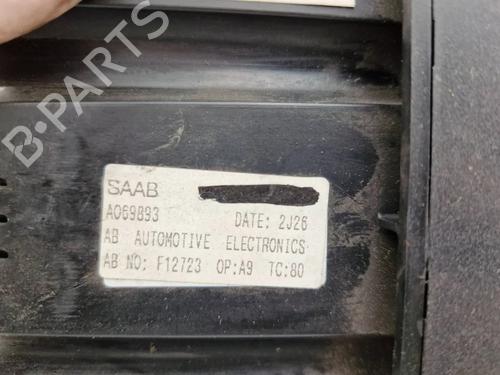 B-PARTS
SAAB
A069893 DATE: 2J26
AB AUTOMOTIVE ELECTRONICS
AB NO: F12723 OP:A9 TC:80